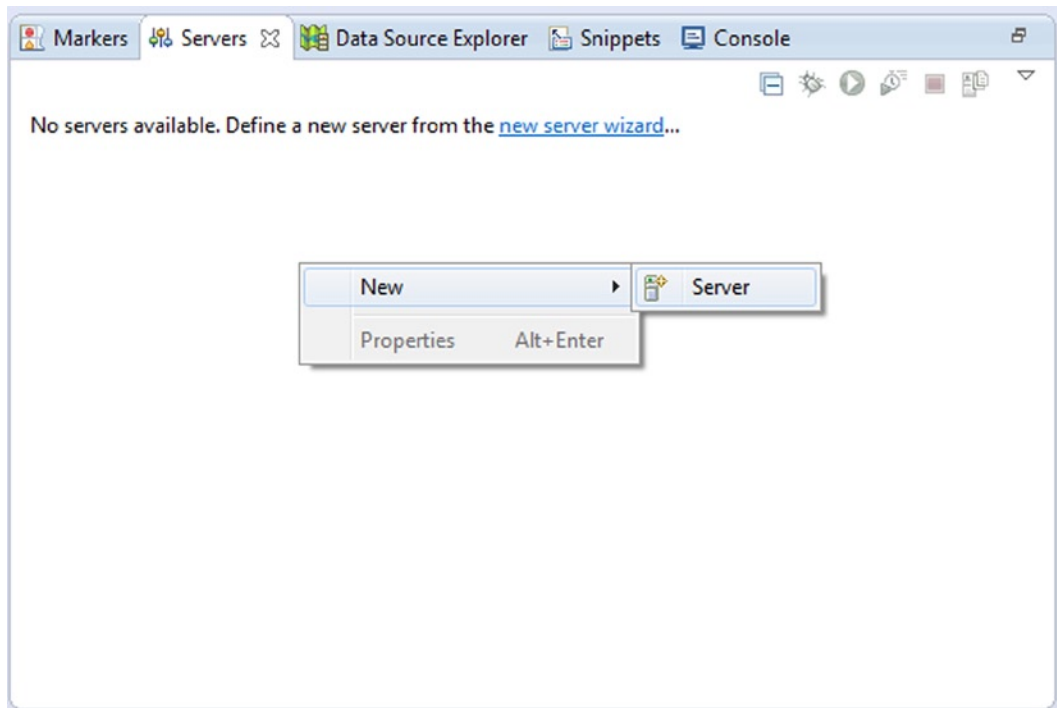 Markers Servers Data Source Explorer Snippets Console
No servers available. Define a new server from the new server wizard...
New Server
Properties Alt+Enter